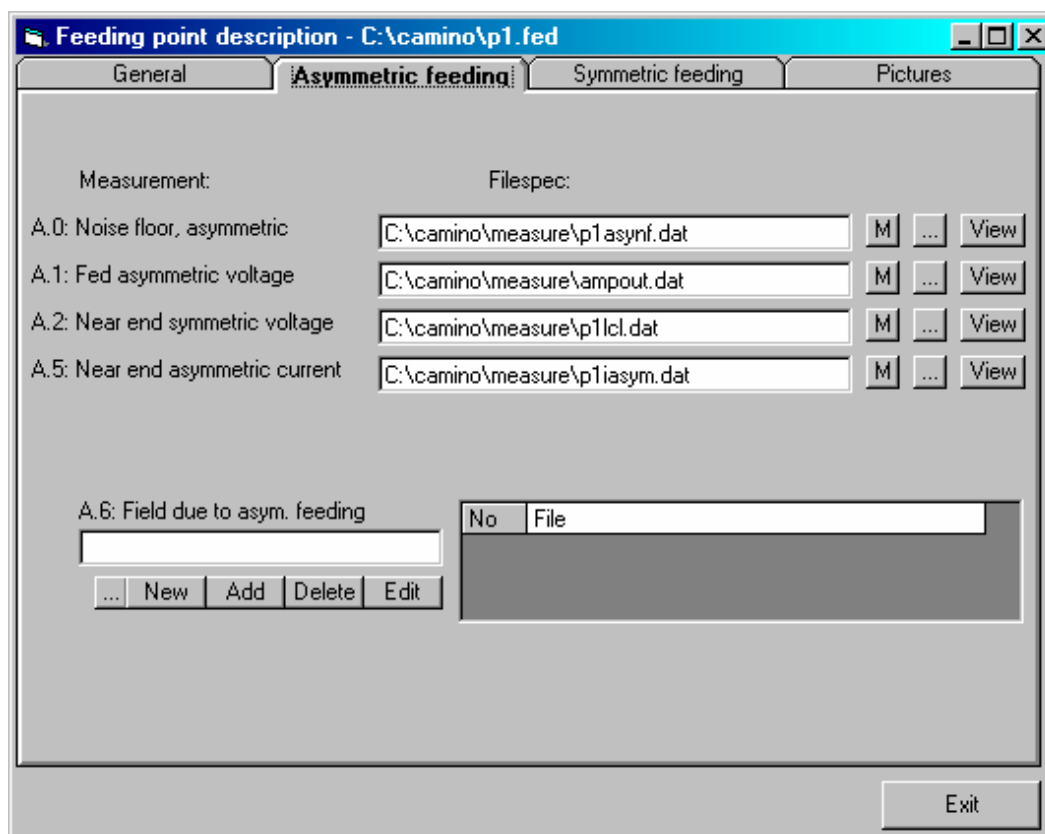 Feeding point description - C:\camino\p1.fed
General Asymmetric feeding Symmetric feeding Pictures
Measurement: Filespec:
A.0: Noise floor, asymmetric C:\camino\measure\p1asynf.dat M ... View
A.1: Fed asymmetric voltage C:\camino\measure\ampout.dat M ... View
A.2: Near end symmetric voltage C:\camino\measure\p1lcl.dat M ... View
A.5: Near end asymmetric current C:\camino\measure\p1iasym.dat M ... View
A.6: Field due to asym. feeding No File
... New Add Delete Edit
Exit